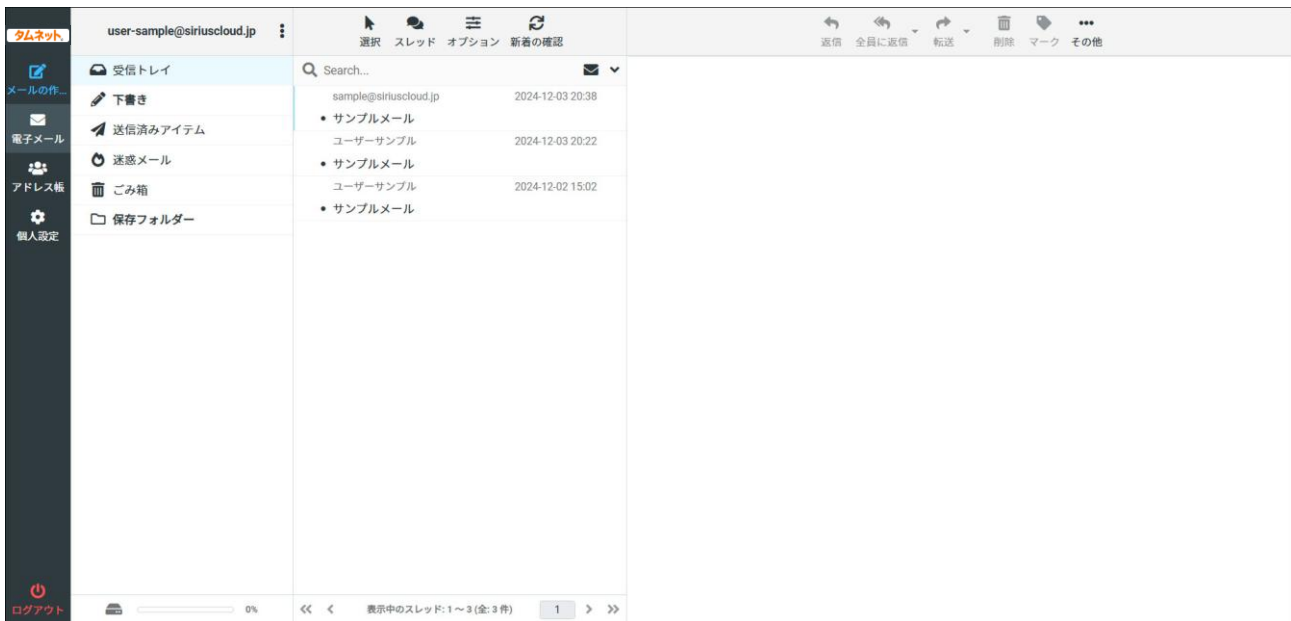 タムネット
メールの作...
電子メール
アドレス帳
個人設定
ログアウト
user-sample@siriuscloud.jp
受信トレイ
下書き
送信済みアイテム
迷惑メール
ごみ箱
保存フォルダー
0%
選択 スレッド オプション 新着の確認
Search...
sample@siriuscloud.jp 2024-12-03 20:38
• サンプルメール
ユーザーサンプル 2024-12-03 20:22
• サンプルメール
ユーザーサンプル 2024-12-02 15:02
• サンプルメール
表示中のスレッド: 1 ～ 3 (全: 3 件) 1
返信 全員に返信 転送 削除 マーク その他